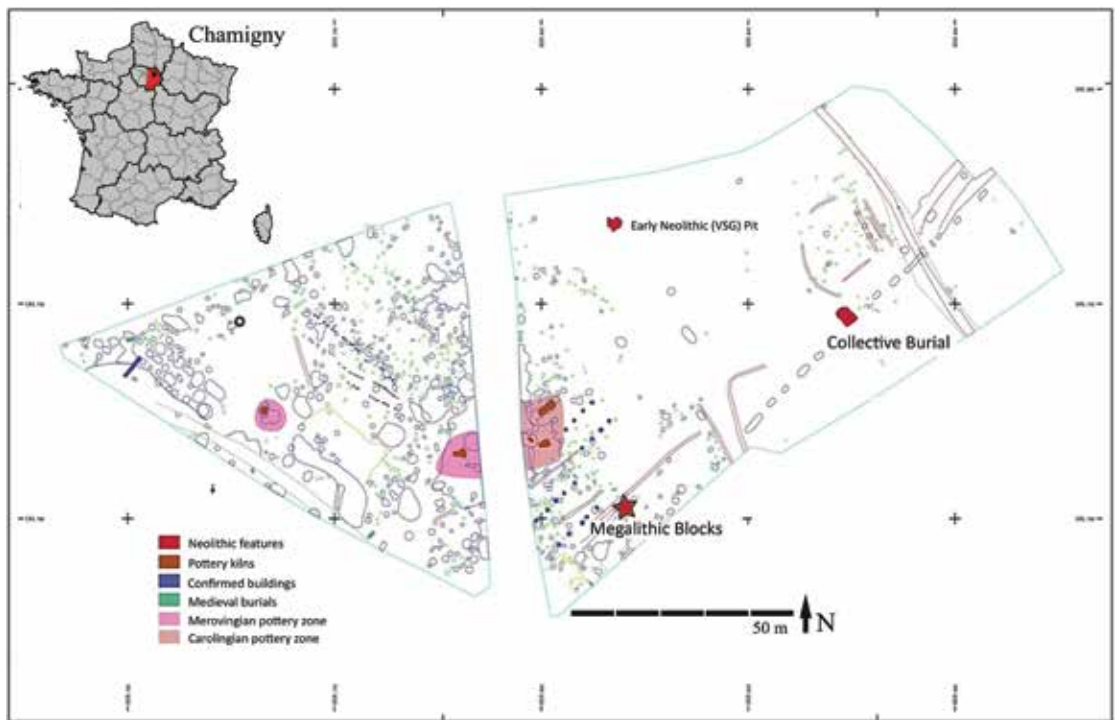 Chamigny
Early Neolithic (VSG) Pit
Collective Burial
Megalithic Blocks
Neolithic features
Pottery kilns
Confirmed buildings
Medieval burials
Merovingian pottery zone
Carolingian pottery zone
50 m
N